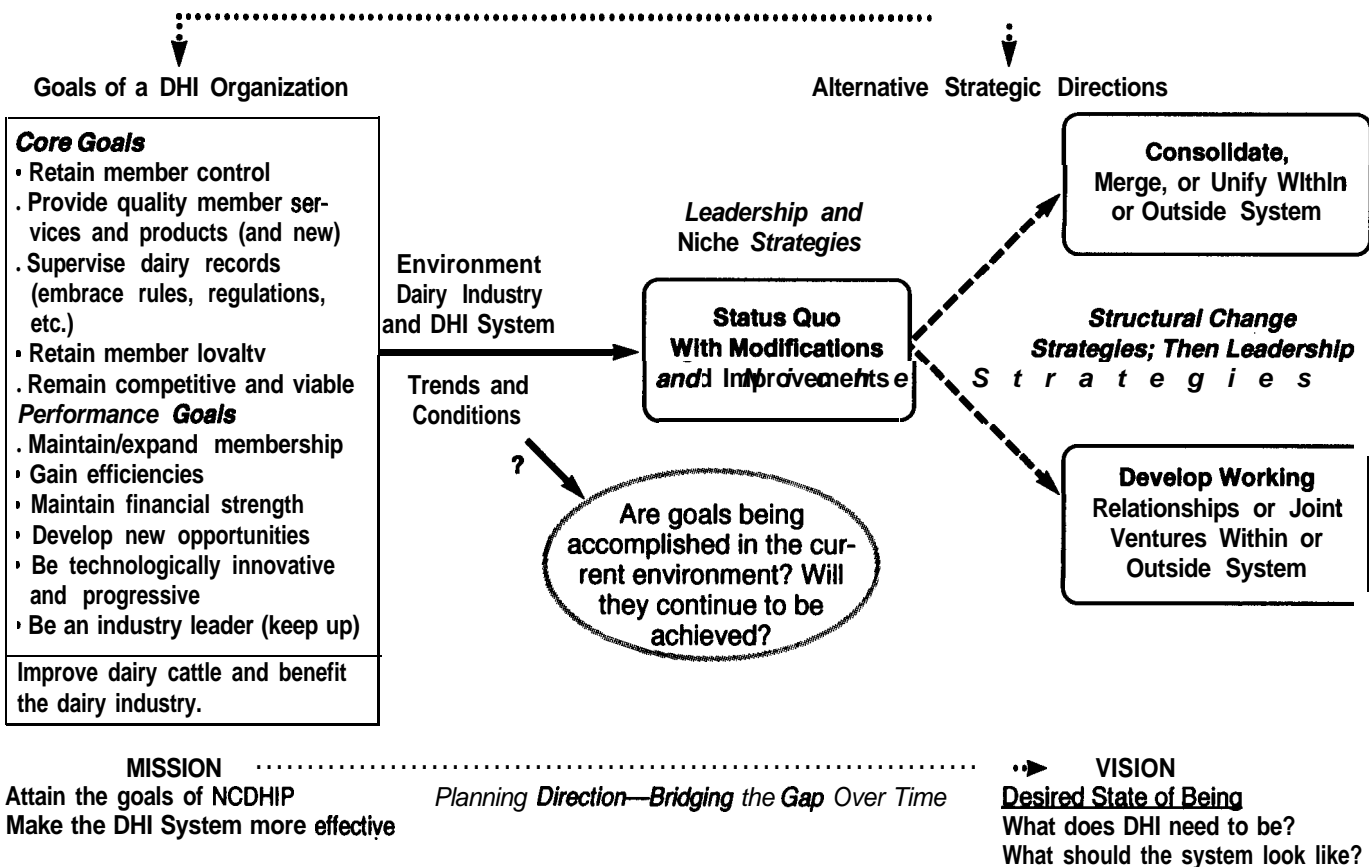 Goals of a DHI Organization
Alternative Strategic Directions
Core Goals
• Retain member control
. Provide quality member ser-
vices and products (and new)
. Supervise dairy records
(embrace rules, regulations,
etc.)
• Retain member lovaltv
. Remain competitive and viable
Performance Goals
. Maintain/expand membership
• Gain efficiencies
• Maintain financial strength
• Develop new opportunities
• Be technologically innovative
and progressive
• Be an industry leader (keep up)
Improve dairy cattle and benefit
the dairy industry.
Environment
Dairy Industry
and DHI System
Trends and
Conditions
?
Leadership and
Niche Strategies
Status Quo
With Modifications
and Improvements
Are goals being
accomplished in the cur-
rent environment? Will
they continue to be
achieved?
Consolidate,
Merge, or Unify WIthIn
or Outside System
Structural Change
Strategies; Then Leadership
and Niche Strategies
Develop Working
Relationships or Joint
Ventures Within or
Outside System
MISSION
Attain the goals of NCDHIP
Make the DHI System more effective
Planning Direction—Bridging the Gap Over Time
VISION
Desired State of Being
What does DHI need to be?
What should the system look like?